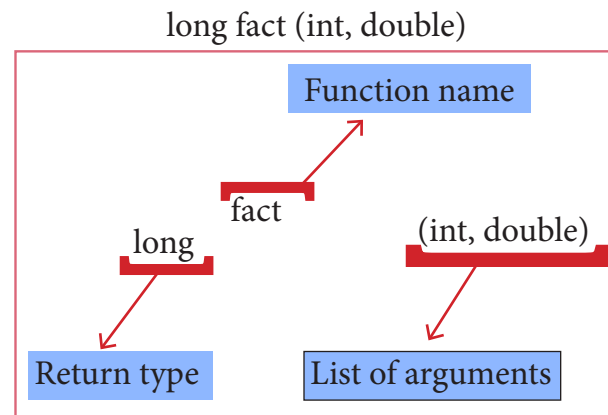 long fact (int, double)
Function name
fact
long
(int, double)
Return type
List of arguments